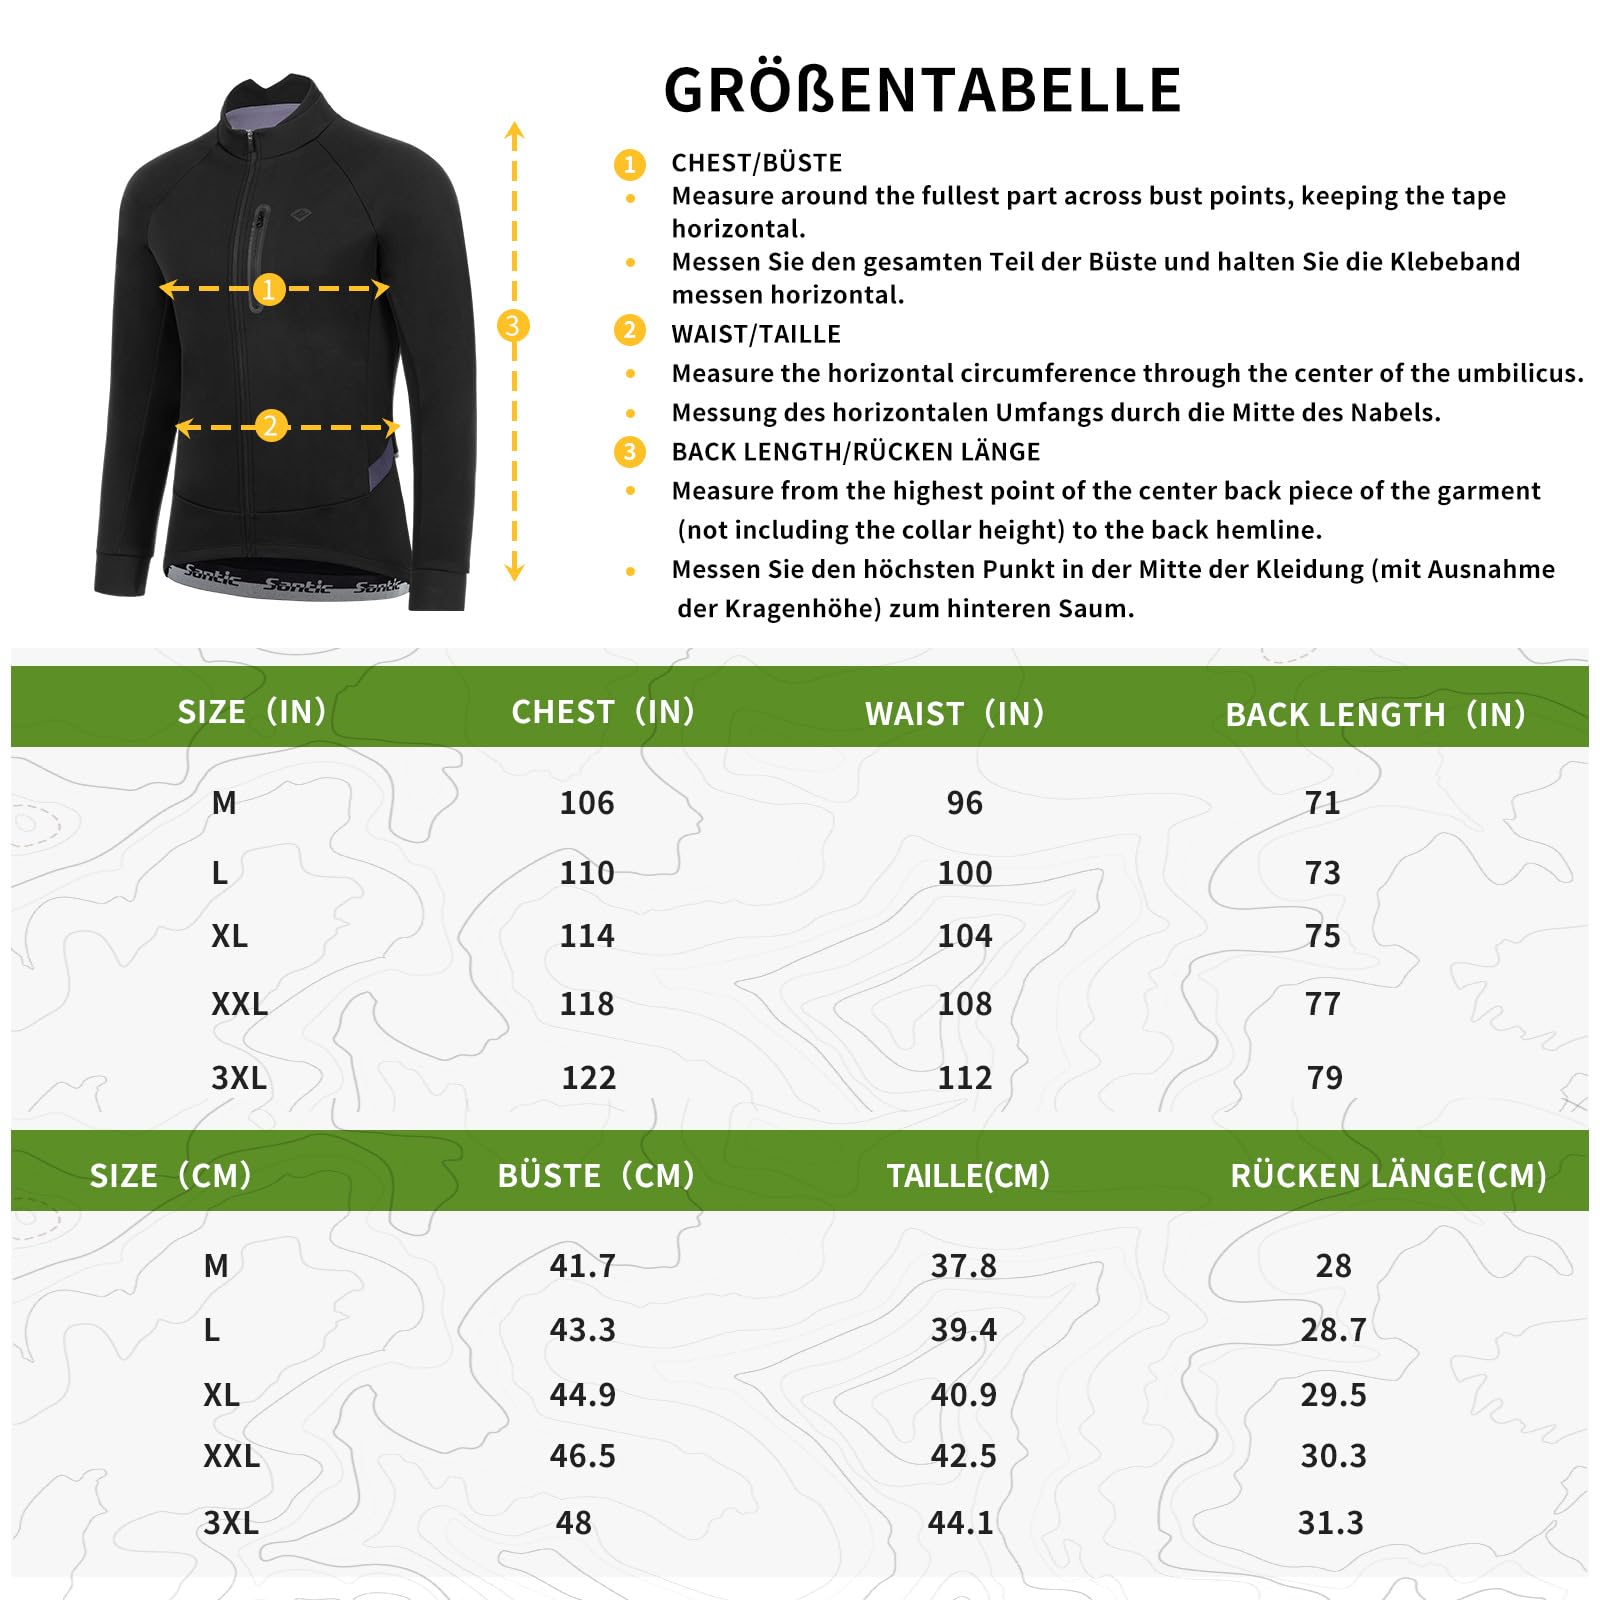 GRÖßENTABELLE
1 CHEST/BÜSTE
• Measure around the fullest part across bust points, keeping the tape
horizontal.
• Messen Sie den gesamten Teil der Büste und halten Sie die Klebeband
messen horizontal.
2 WAIST/TAILLE
• Measure the horizontal circumference through the center of the umbilicus.
• Messung des horizontalen Umfangs durch die Mitte des Nabels.
3 BACK LENGTH/RÜCKEN LÄNGE
• Measure from the highest point of the center back piece of the garment
(not including the collar height) to the back hemline.
• Messen Sie den höchsten Punkt in der Mitte der Kleidung (mit Ausnahme
der Kragenhöhe) zum hinteren Saum.
1
3
2
Santic Santic Santic
SIZE（IN） CHEST（IN） WAIST（IN） BACK LENGTH（IN）
M 106 96 71
L 110 100 73
XL 114 104 75
XXL 118 108 77
3XL 122 112 79
SIZE（CM） BÜSTE（CM） TAILLE(CM） RÜCKEN LÄNGE(CM)
M 41.7 37.8 28
L 43.3 39.4 28.7
XL 44.9 40.9 29.5
XXL 46.5 42.5 30.3
3XL 48 44.1 31.3